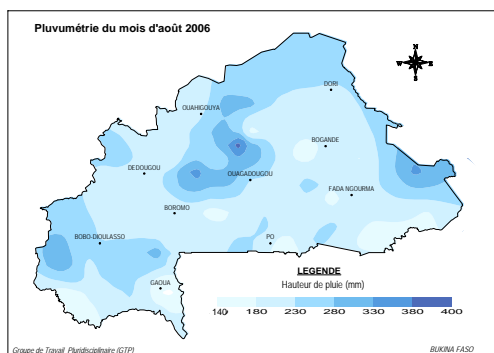 Pluvumétrie du mois d'août 2006
N
W E
S
DORI
OUAHIGOUYA
BOGANDE
DEDOUGOU
OUAGADOUGOU
FADA NGOURMA
BOROMO
BOBO-DIOULASSO
PO
GAOUA
LEGENDE
Hauteur de pluie (mm)
140 180 230 280 330 380 400
Groupe de Travail Pluridisciplinaire (GTP)
BUKINA FASO